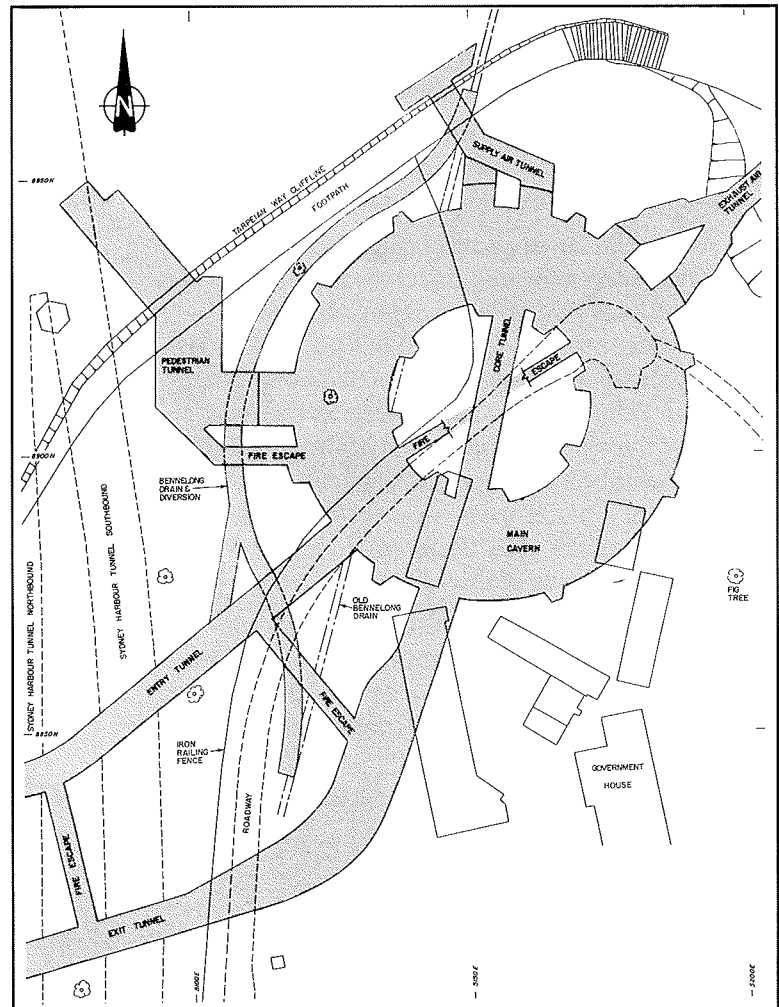 N
8850N
TARPEIAN WAY CLIFFLINE
FOOTPATH
SUPPLY AIR TUNNEL
EXHAUST AIR
TUNNEL
PEDESTRIAN
TUNNEL
CORE TUNNEL
ESCAPE
FIRE
8900N
FIRE ESCAPE
BENNELONG
DRAIN &
DIVERSION
MAIN
CAVERN
SYDNEY HARBOUR TUNNEL NORTHBOUND
SYDNEY HARBOUR TUNNEL SOUTHBOUND
OLD
BENNELONG
DRAIN
FIG
TREE
ENTRY TUNNEL
FIRE ESCAPE
8850N
IRON
RAILING
FENCE
ROADWAY
GOVERNMENT
HOUSE
FIRE ESCAPE
EXIT TUNNEL
5100E
5150E
5200E